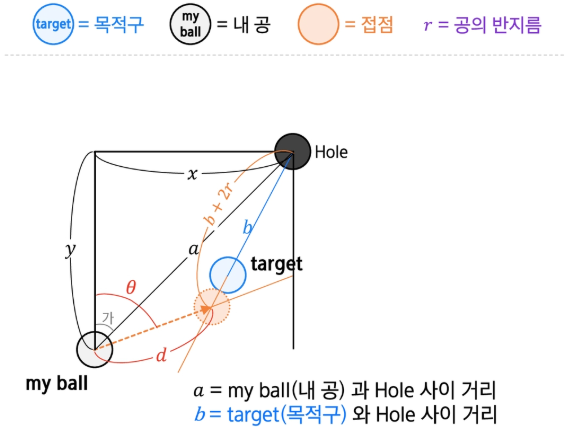 target = 목적구 my ball = 내 공 = 접점 r = 공의 반지름
Hole
x
b + 2r
y
b
a
target
θ
가
d
my ball
a = my ball(내 공) 과 Hole 사이 거리
b = target(목적구) 와 Hole 사이 거리